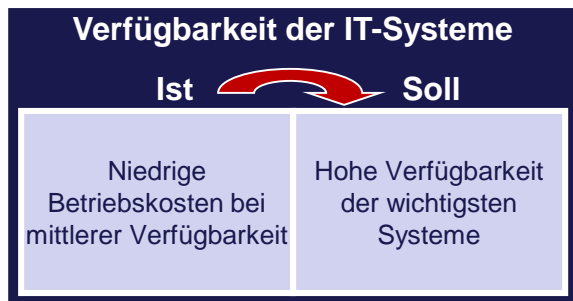 Verfügbarkeit der IT-Systeme
Ist Soll
Niedrige
Betriebskosten bei
mittlerer Verfügbarkeit
Hohe Verfügbarkeit
der wichtigsten
Systeme